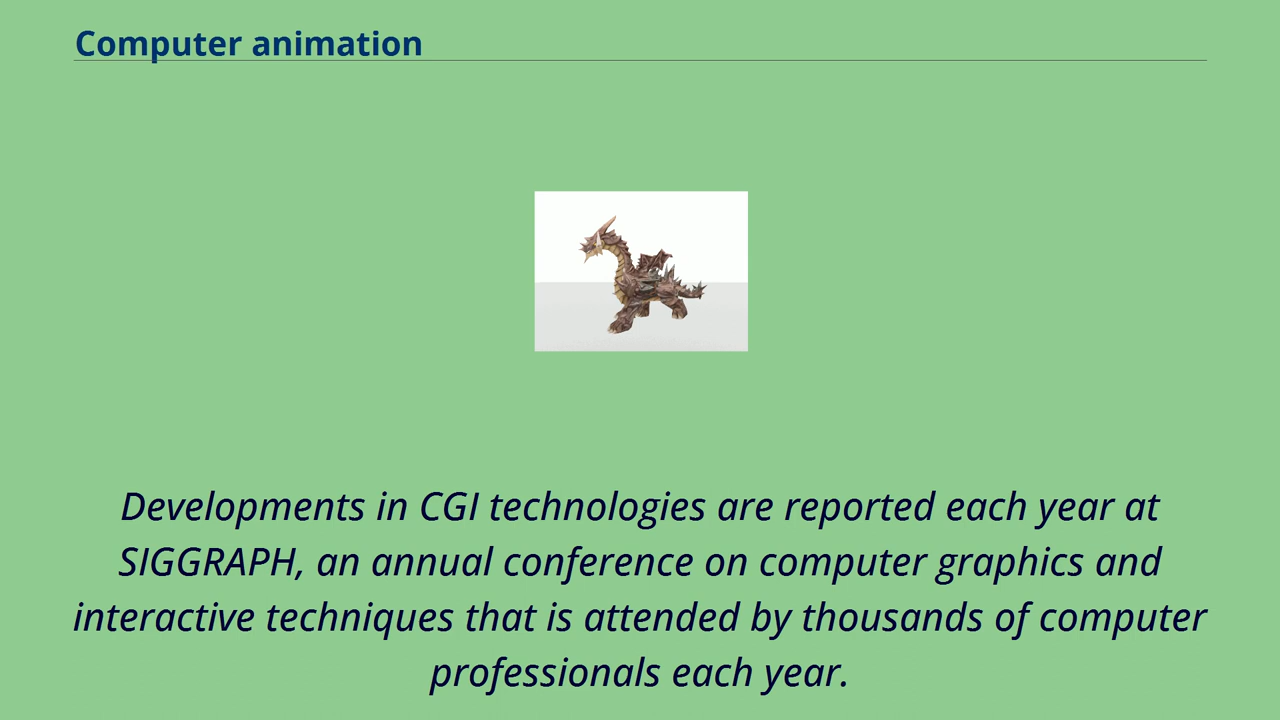 Computer animation
Developments in CGI technologies are reported each year at
SIGGRAPH, an annual conference on computer graphics and
interactive techniques that is attended by thousands of computer
professionals each year.